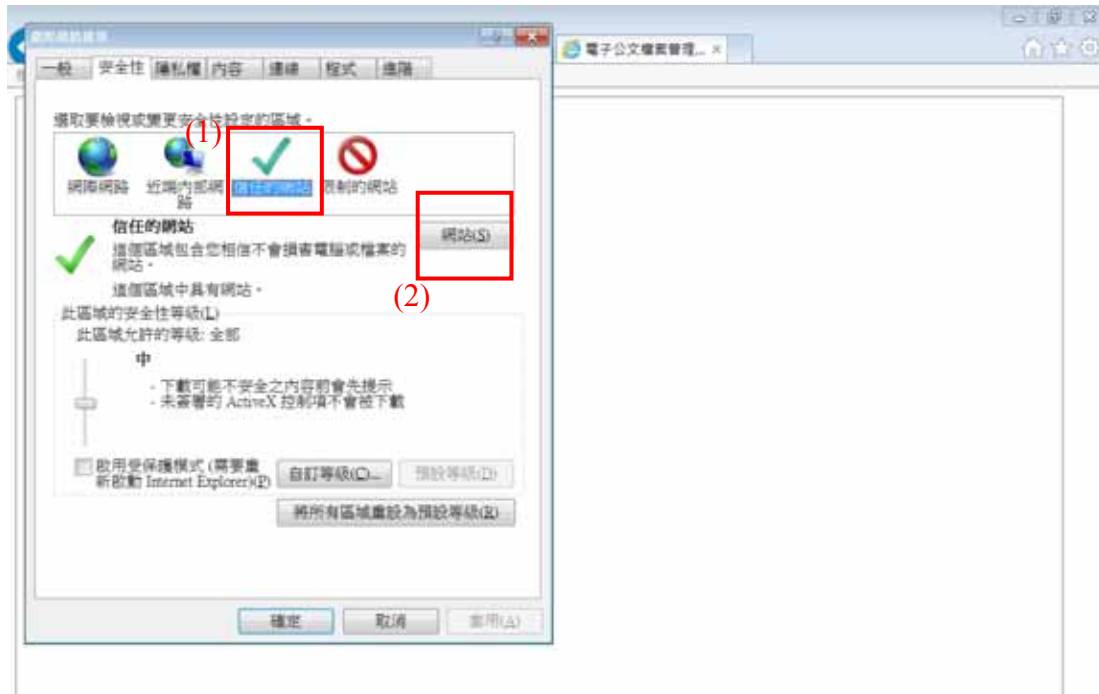 電子公文檔案管理...
一般 安全性 隱私權 內容 連線 程式 進階
選取要檢視或變更安全性設定的區域。
(1)
網際網路 近端內部網路 信任的網站 限制的網站
信任的網站
網站(S)
這個區域包含您相信不會損害電腦或檔案的
網站。
這個區域中具有網站。
(2)
此區域的安全性等級(L)
此區域允許的等級: 全部
中
- 下載可能不安全之內容前會先提示
- 未簽署的 ActiveX 控制項不會被下載
啟用受保護模式 (需要重
新啟動 Internet Explorer)(P)
自訂等級(C)... 預設等級(D)
將所有區域重設為預設等級(R)
確定 取消 套用(A)